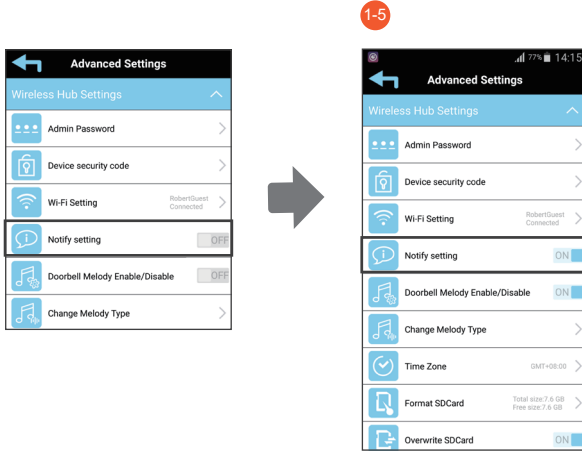 1-5
Advanced Settings
Wireless Hub Settings
Admin Password
Device security code
Wi-Fi Setting
RobertGuest
Connected
Notify setting
OFF
Doorbell Melody Enable/Disable
OFF
Change Melody Type
77% 14:15
Advanced Settings
Wireless Hub Settings
Admin Password
Device security code
Wi-Fi Setting
RobertGuest
Connected
Notify setting
ON
Doorbell Melody Enable/Disable
ON
Change Melody Type
Time Zone
GMT+08:00
Format SDCard
Total size:7.6 GB
Free size:7.6 GB
Overwrite SDCard
ON